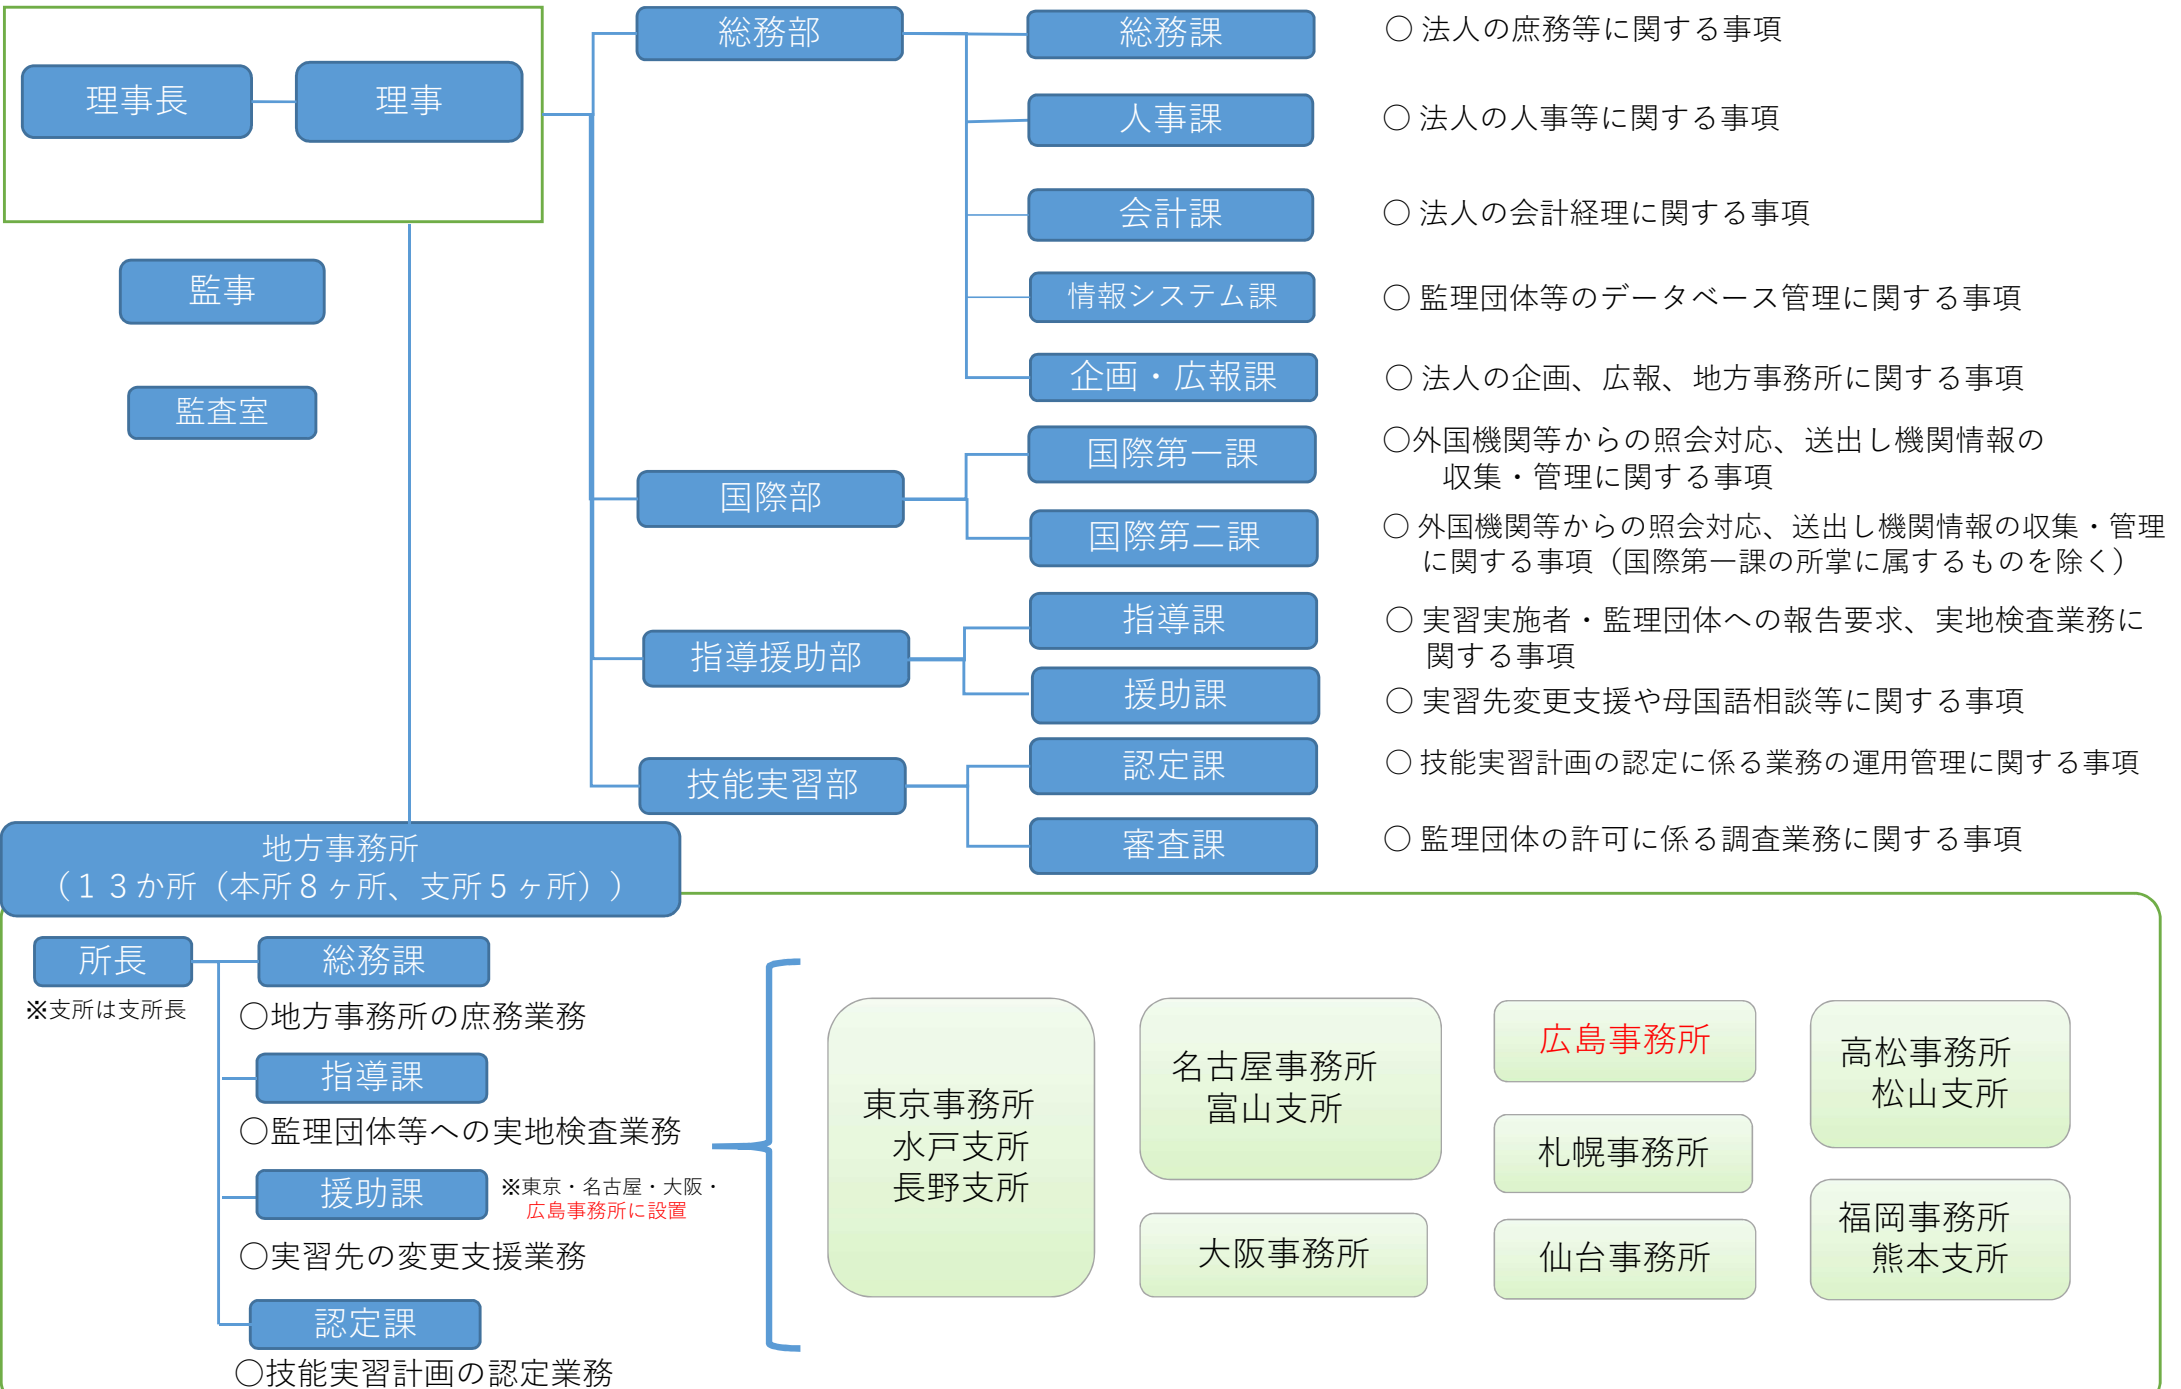 理事長
理事
監事
監査室
総務部
総務課
○ 法人の庶務等に関する事項
人事課
○ 法人の人事等に関する事項
会計課
○ 法人の会計経理に関する事項
情報システム課
○ 監理団体等のデータベース管理に関する事項
企画・広報課
○ 法人の企画、広報、地方事務所に関する事項
国際部
国際第一課
○外国機関等からの照会対応、送出し機関情報の
収集・管理に関する事項
国際第二課
○ 外国機関等からの照会対応、送出し機関情報の収集・管理
に関する事項（国際第一課の所掌に属するものを除く）
指導援助部
指導課
○ 実習実施者・監理団体への報告要求、実地検査業務に
関する事項
援助課
○ 実習先変更支援や母国語相談等に関する事項
技能実習部
認定課
○ 技能実習計画の認定に係る業務の運用管理に関する事項
審査課
○ 監理団体の許可に係る調査業務に関する事項
地方事務所
（１３か所（本所８ヶ所、支所５ヶ所））
所長
※支所は支所長
総務課
○地方事務所の庶務業務
指導課
○監理団体等への実地検査業務
援助課
※東京・名古屋・大阪・
広島事務所に設置
○実習先の変更支援業務
認定課
○技能実習計画の認定業務
東京事務所
水戸支所
長野支所
名古屋事務所
富山支所
大阪事務所
広島事務所
札幌事務所
仙台事務所
高松事務所
松山支所
福岡事務所
熊本支所